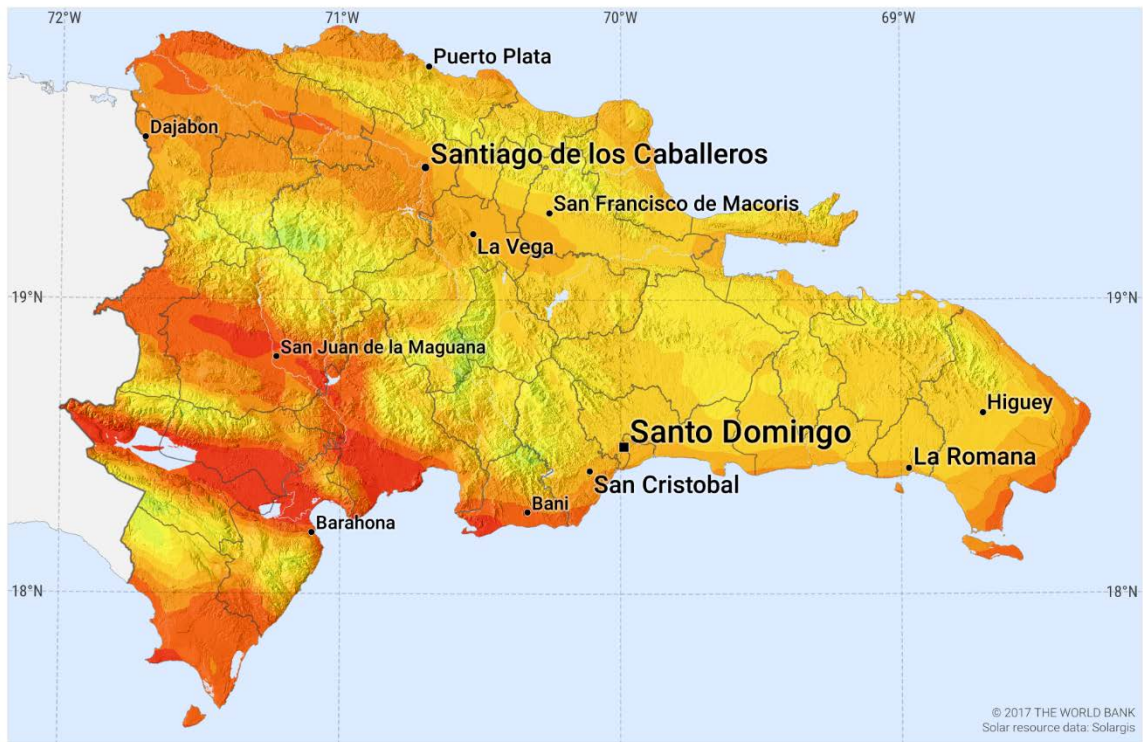 72°W
71°W
70°W
69°W
Puerto Plata
Dajabon
Santiago de los Caballeros
San Francisco de Macoris
La Vega
19°N
19°N
San Juan de la Maguana
Higuey
Santo Domingo
La Romana
San Cristobal
Bani
Barahona
18°N
18°N
© 2017 THE WORLD BANK
Solar resource data: Solargis